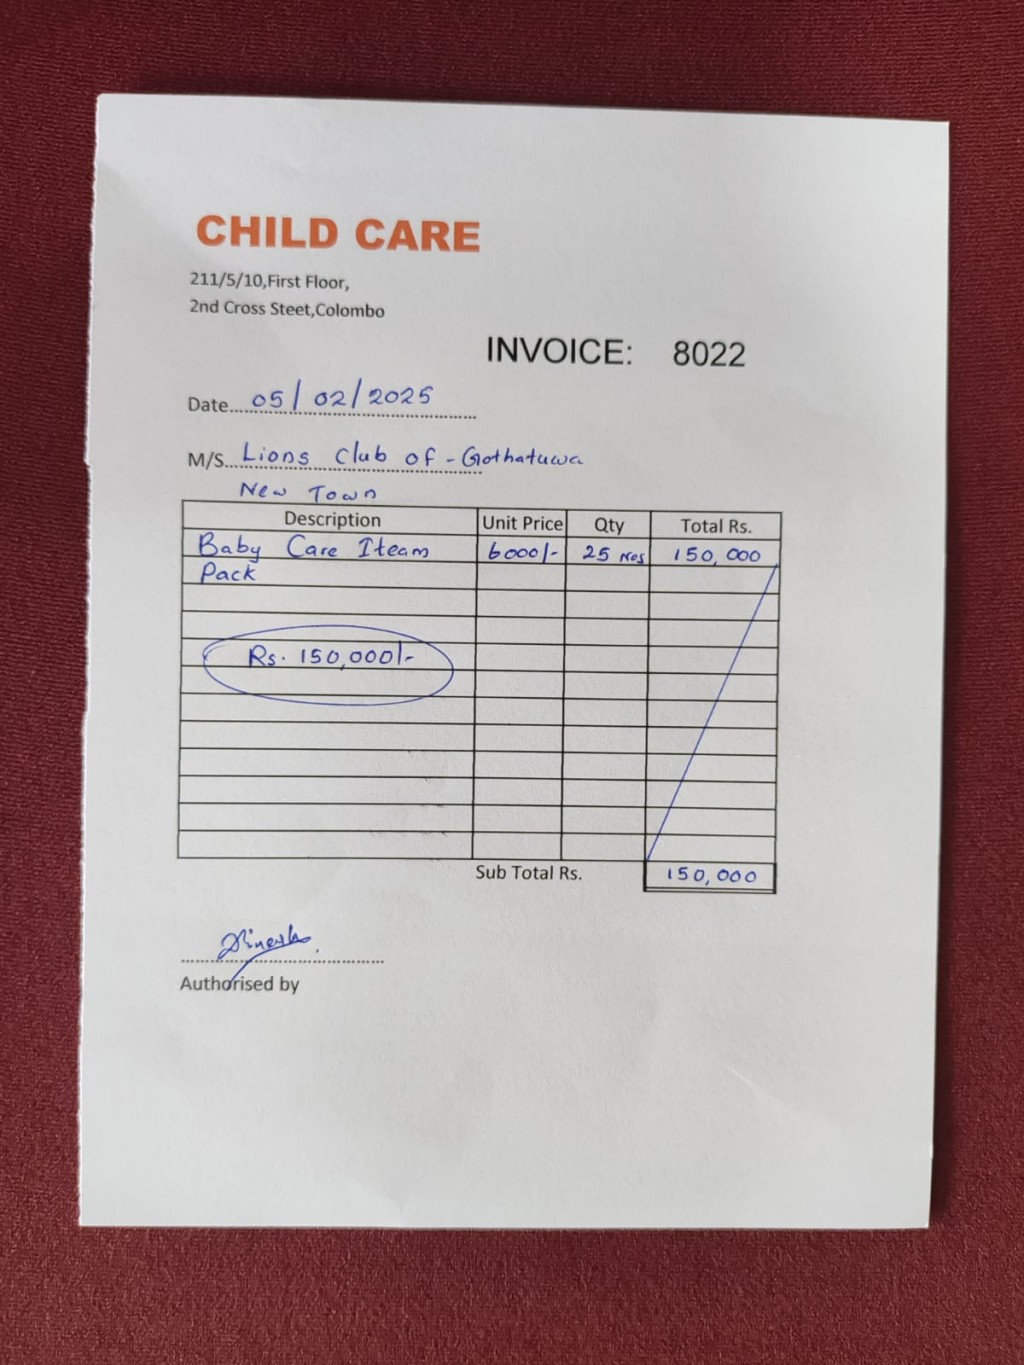 CHILD CARE
211/5/10,First Floor,
2nd Cross Steet,Colombo
INVOICE: 8022
Date 05/02/2025
M/S. Lions Club of - Gothatuwa
New Town
Description Unit Price Qty Total Rs.
Baby Care Iteam 6000/- 25 Nos 150,000
Pack
Rs. 150,000/-
Sub Total Rs. 150,000
Dinesh
Authorised by